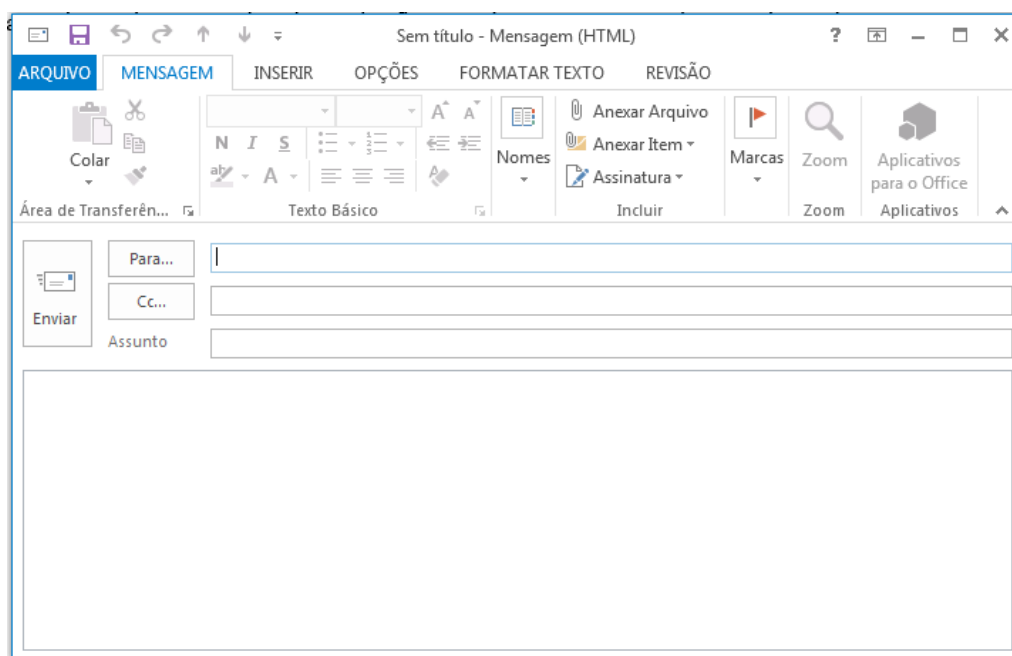 Sem título - Mensagem (HTML) ?
ARQUIVO MENSAGEM INSERIR OPÇÕES FORMATAR TEXTO REVISÃO
Colar
N I S
A
Nomes
Anexar Arquivo
Anexar Item
Assinatura
Marcas
Zoom
Aplicativos
para o Office
Área de Transferên... Texto Básico Incluir Zoom Aplicativos
Enviar
Para...
Cc...
Assunto